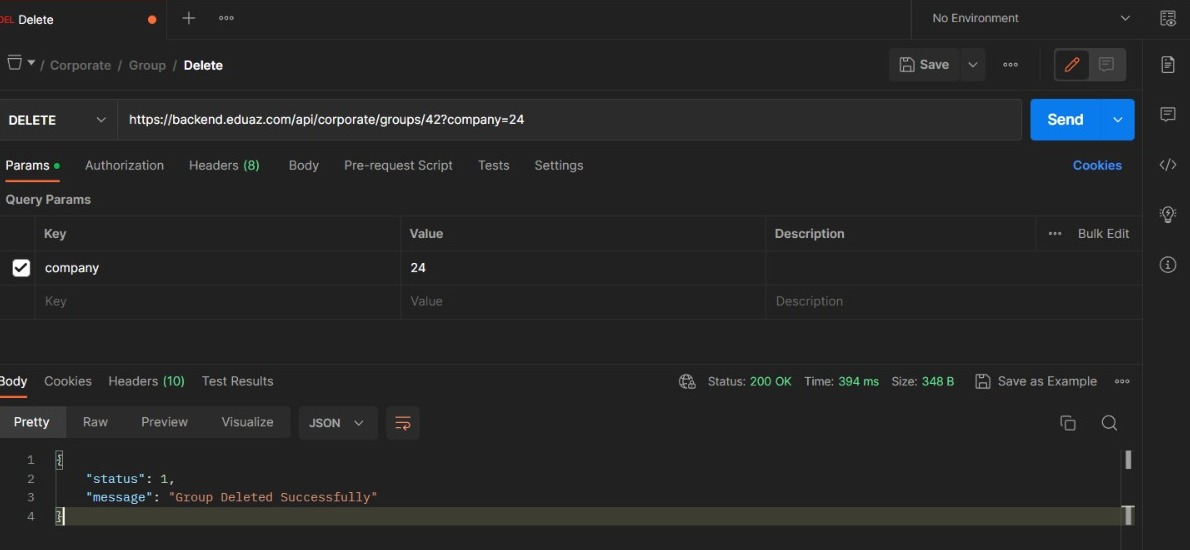 DEL Delete
No Environment
/ Corporate / Group / Delete
Save
DELETE
https://backend.eduaz.com/api/corporate/groups/42?company=24
Send
Params
Authorization
Headers (8)
Body
Pre-request Script
Tests
Settings
Cookies
Query Params
Key Value Description
Bulk Edit
company 24
Key Value Description
Body
Cookies
Headers (10)
Test Results
Status: 200 OK Time: 394 ms Size: 348 B
Save as Example
Pretty
Raw
Preview
Visualize
JSON
1 {
2 "status": 1,
3 "message": "Group Deleted Successfully"
4 }